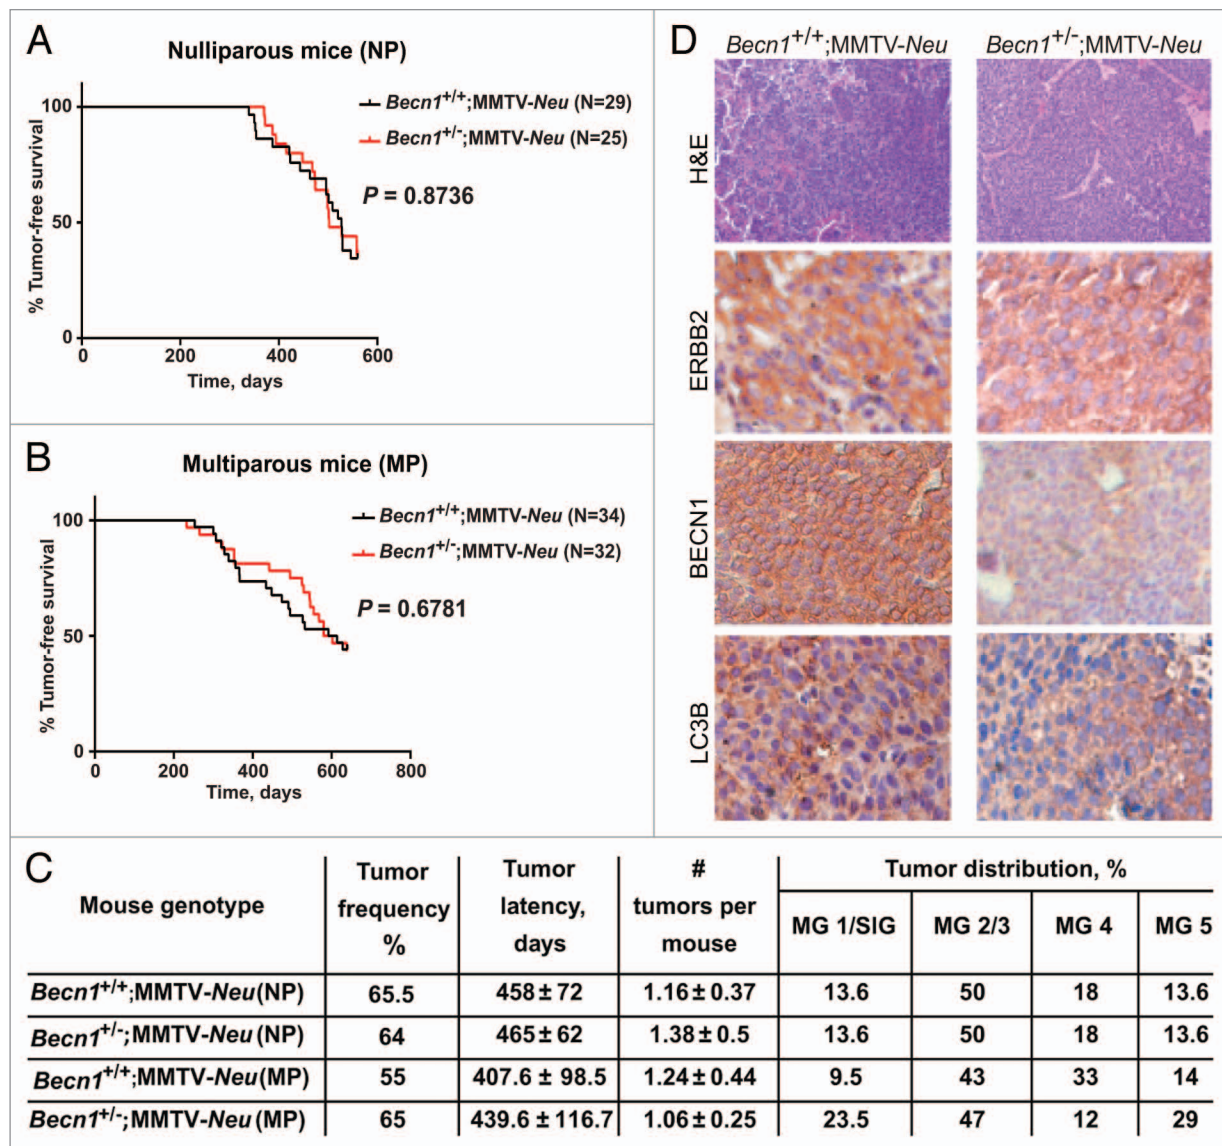 A
Nulliparous mice (NP)
% Tumor-free survival
100
50
0
0 200 400 600
Time, days
Becn1+/+;MMTV-Neu (N=29)
Becn1+/-;MMTV-Neu (N=25)
P = 0.8736
B
Multiparous mice (MP)
% Tumor-free survival
100
50
0
0 200 400 600 800
Time, days
Becn1+/+;MMTV-Neu (N=34)
Becn1+/-;MMTV-Neu (N=32)
P = 0.6781
D
Becn1+/+;MMTV-Neu Becn1+/-;MMTV-Neu
H&E
ERBB2
BECN1
LC3B
C
Mouse genotype
Tumor
frequency
%
Tumor
latency,
days
#
tumors per
mouse
Tumor distribution, %
MG 1/SIG MG 2/3 MG 4 MG 5
Becn1+/+;MMTV-Neu(NP) 65.5 458±72 1.16±0.37 13.6 50 18 13.6
Becn1+/-;MMTV-Neu (NP) 64 465±62 1.38±0.5 13.6 50 18 13.6
Becn1+/+;MMTV-Neu(MP) 55 407.6 ± 98.5 1.24±0.44 9.5 43 33 14
Becn1+/-;MMTV-Neu (MP) 65 439.6 ±116.7 1.06±0.25 23.5 47 12 29